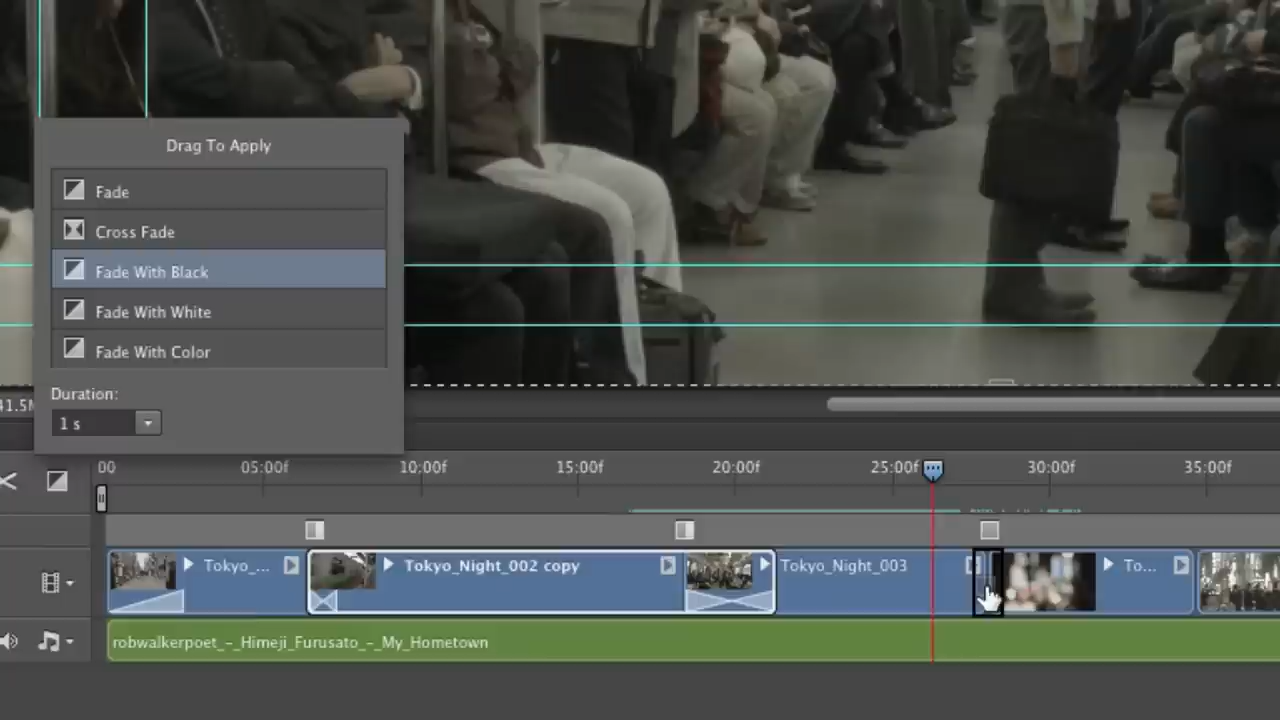 Drag To Apply
Fade
Cross Fade
Fade With Black
Fade With White
Fade With Color
Duration:
1 s
00 05:00f 10:00f 15:00f 20:00f 25:00f 30:00f 35:00f
Tokyo_... Tokyo_Night_002 copy Tokyo_Night_003 To...
robwalkerpoet_-_Himeji_Furusato_-_My_Hometown